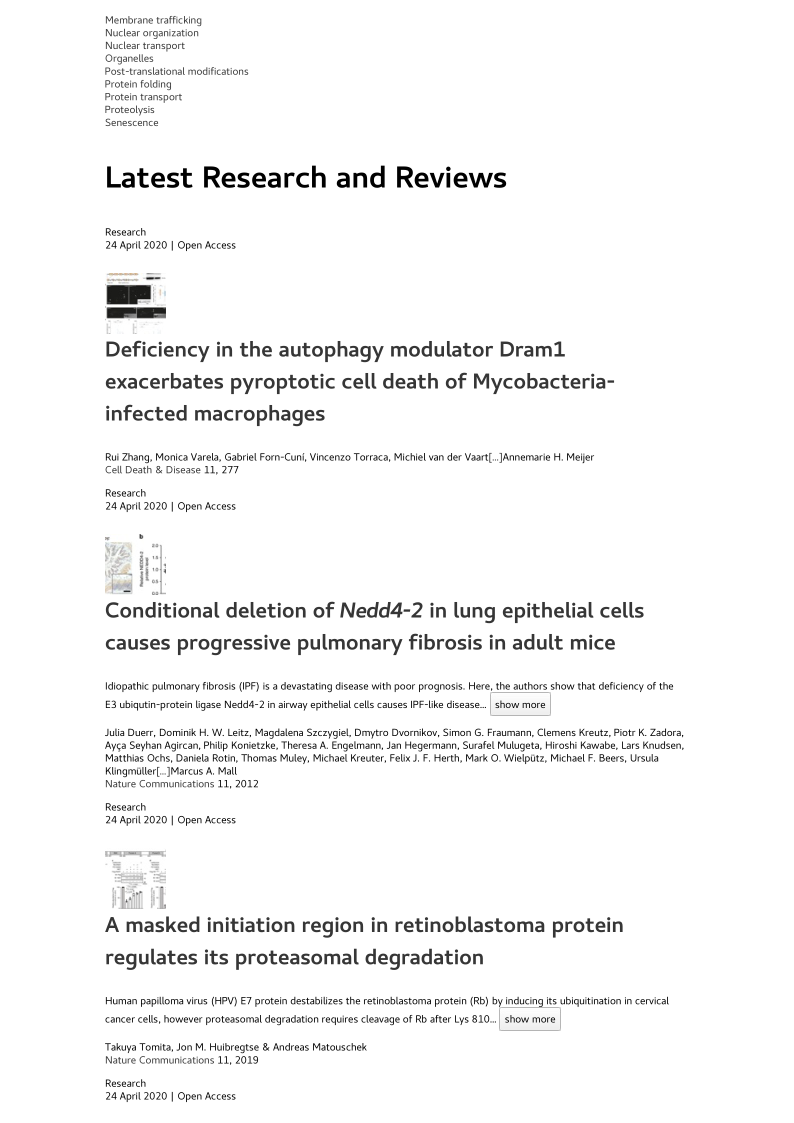 Membrane trafficking
Nuclear organization
Nuclear transport
Organelles
Post-translational modifications
Protein folding
Protein transport
Proteolysis
Senescence
Latest Research and Reviews
Research
24 April 2020 | Open Access
Deficiency in the autophagy modulator Dram1
exacerbates pyroptotic cell death of Mycobacteria-
infected macrophages
Rui Zhang, Monica Varela, Gabriel Forn-Cuní, Vincenzo Torraca, Michiel van der Vaart[…]Annemarie H. Meijer
Cell Death & Disease 11, 277
Research
24 April 2020 | Open Access
b
2.0
1.5
1.0
0.5
0.0
Conditional deletion of Nedd4-2 in lung epithelial cells
causes progressive pulmonary fibrosis in adult mice
Idiopathic pulmonary fibrosis (IPF) is a devastating disease with poor prognosis. Here, the authors show that deficiency of the
E3 ubiqutin-protein ligase Nedd4-2 in airway epithelial cells causes IPF-like disease… show more
Julia Duerr, Dominik H. W. Leitz, Magdalena Szczygiel, Dmytro Dvornikov, Simon G. Fraumann, Clemens Kreutz, Piotr K. Zadora,
Ayça Seyhan Agircan, Philip Konietzke, Theresa A. Engelmann, Jan Hegermann, Surafel Mulugeta, Hiroshi Kawabe, Lars Knudsen,
Matthias Ochs, Daniela Rotin, Thomas Muley, Michael Kreuter, Felix J. F. Herth, Mark O. Wielpütz, Michael F. Beers, Ursula
Klingmüller[…]Marcus A. Mall
Nature Communications 11, 2012
Research
24 April 2020 | Open Access
A masked initiation region in retinoblastoma protein
regulates its proteasomal degradation
Human papilloma virus (HPV) E7 protein destabilizes the retinoblastoma protein (Rb) by inducing its ubiquitination in cervical
cancer cells, however proteasomal degradation requires cleavage of Rb after Lys 810… show more
Takuya Tomita, Jon M. Huibregtse & Andreas Matouschek
Nature Communications 11, 2019
Research
24 April 2020 | Open Access